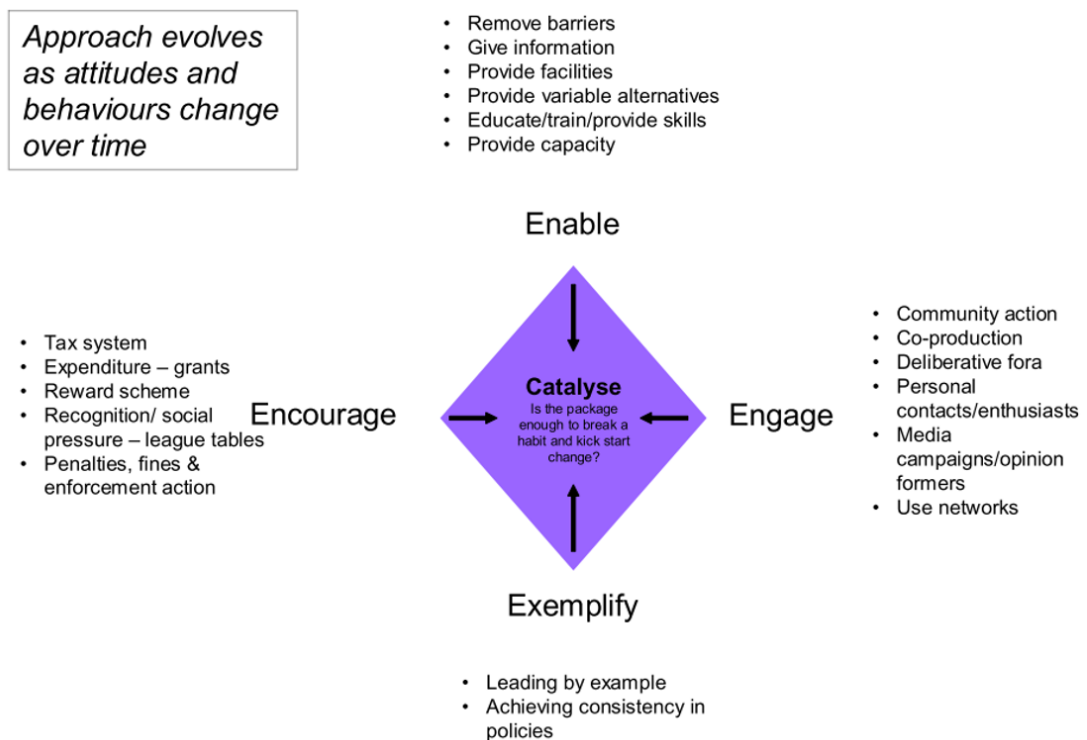 Approach evolves
as attitudes and
behaviours change
over time
• Remove barriers
• Give information
• Provide facilities
• Provide variable alternatives
• Educate/train/provide skills
• Provide capacity
Enable
• Tax system
• Expenditure – grants
• Reward scheme
• Recognition/ social
pressure – league tables
• Penalties, fines &
enforcement action
Encourage
Catalyse
Is the package
enough to break a
habit and kick start
change?
Engage
• Community action
• Co-production
• Deliberative fora
• Personal
contacts/enthusiasts
• Media
campaigns/opinion
formers
• Use networks
Exemplify
• Leading by example
• Achieving consistency in
policies